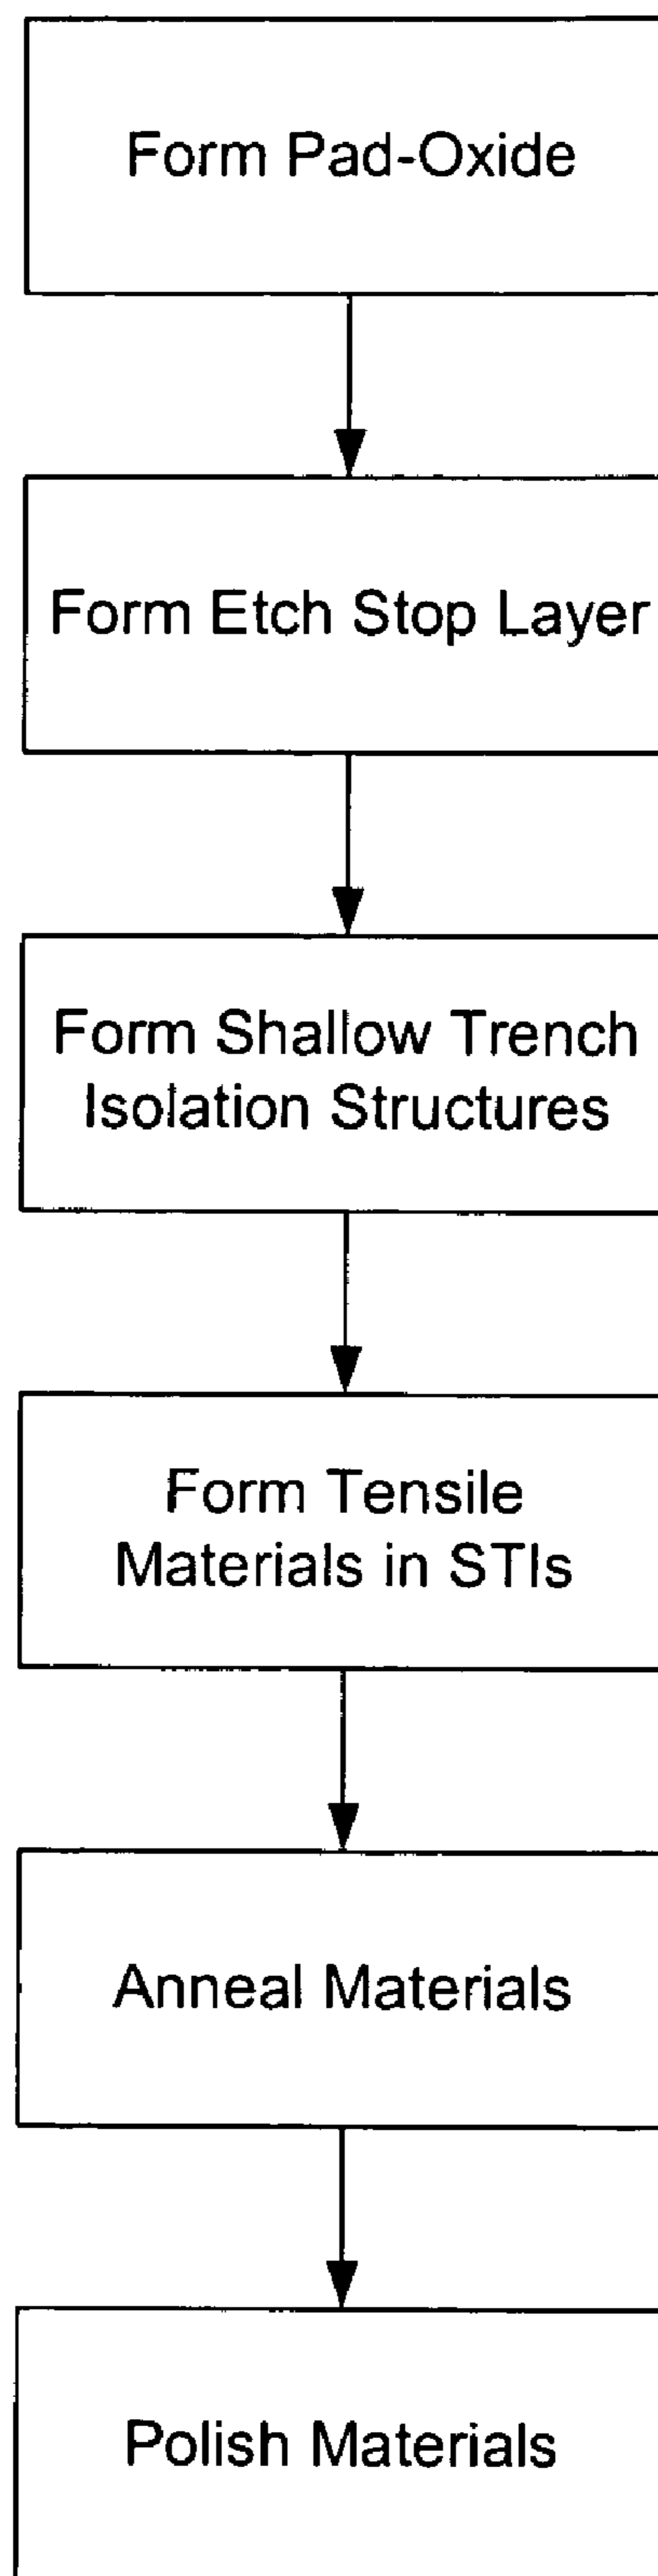 Form Pad-Oxide
Form Etch Stop Layer
Form Shallow Trench
Isolation Structures
Form Tensile
Materials in STIs
Anneal Materials
Polish Materials